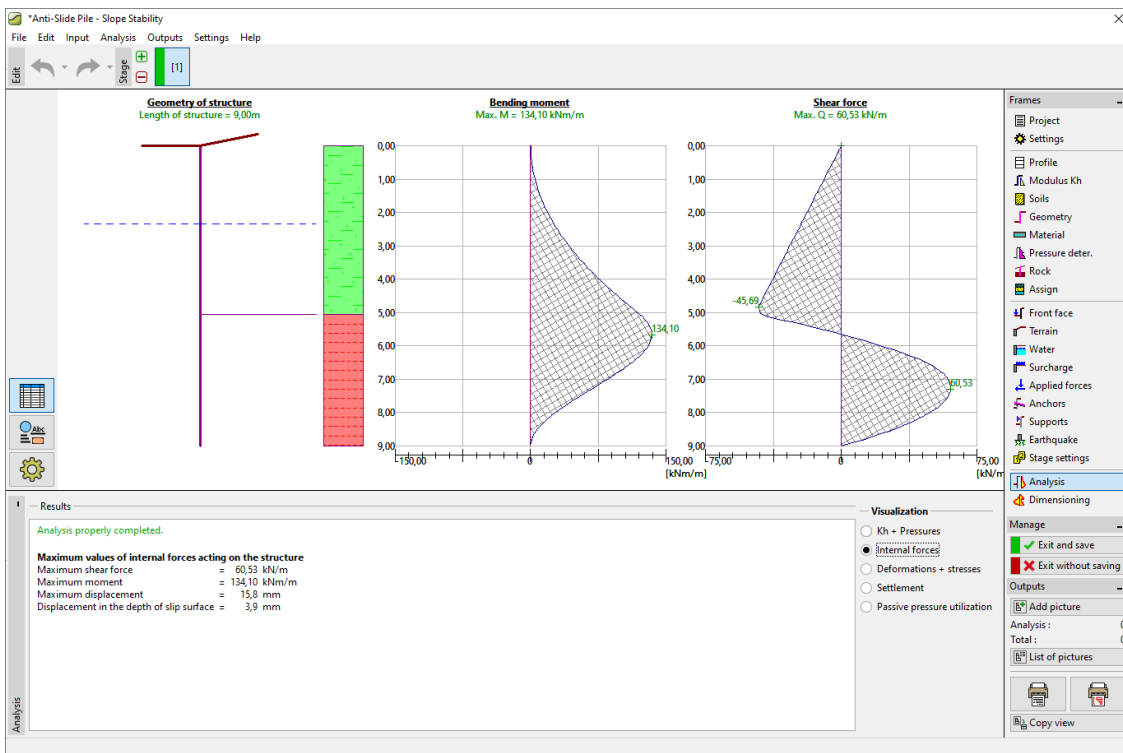 *Anti-Slide Pile - Slope Stability
File Edit Input Analysis Outputs Settings Help
Edit
Stage
[1]
Geometry of structure
Length of structure = 9,00m
Bending moment
Max. M = 134,10 kNm/m
Shear force
Max. Q = 60,53 kN/m
0,00
1,00
2,00
3,00
4,00
5,00
6,00
7,00
8,00
9,00
134,10
-150,00 0 150,00
[kNm/m]
0,00
1,00
2,00
3,00
4,00
5,00
6,00
7,00
8,00
9,00
-45,69
60,53
-75,00 0 75,00
[kN/m]
Frames
Project
Settings
Profile
Modulus Kh
Soils
Geometry
Material
Pressure deter.
Rock
Assign
Front face
Terrain
Water
Surcharge
Applied forces
Anchors
Supports
Earthquake
Stage settings
Analysis
Dimensioning
Manage
Exit and save
Exit without saving
Outputs
Add picture
Analysis : 0
Total : 0
List of pictures
Copy view
Abc
Analysis
Results
Analysis properly completed.
Maximum values of internal forces acting on the structure
Maximum shear force = 60,53 kN/m
Maximum moment = 134,10 kNm/m
Maximum displacement = 15,8 mm
Displacement in the depth of slip surface = 3,9 mm
Visualization
Kh + Pressures
Internal forces
Deformations + stresses
Settlement
Passive pressure utilization